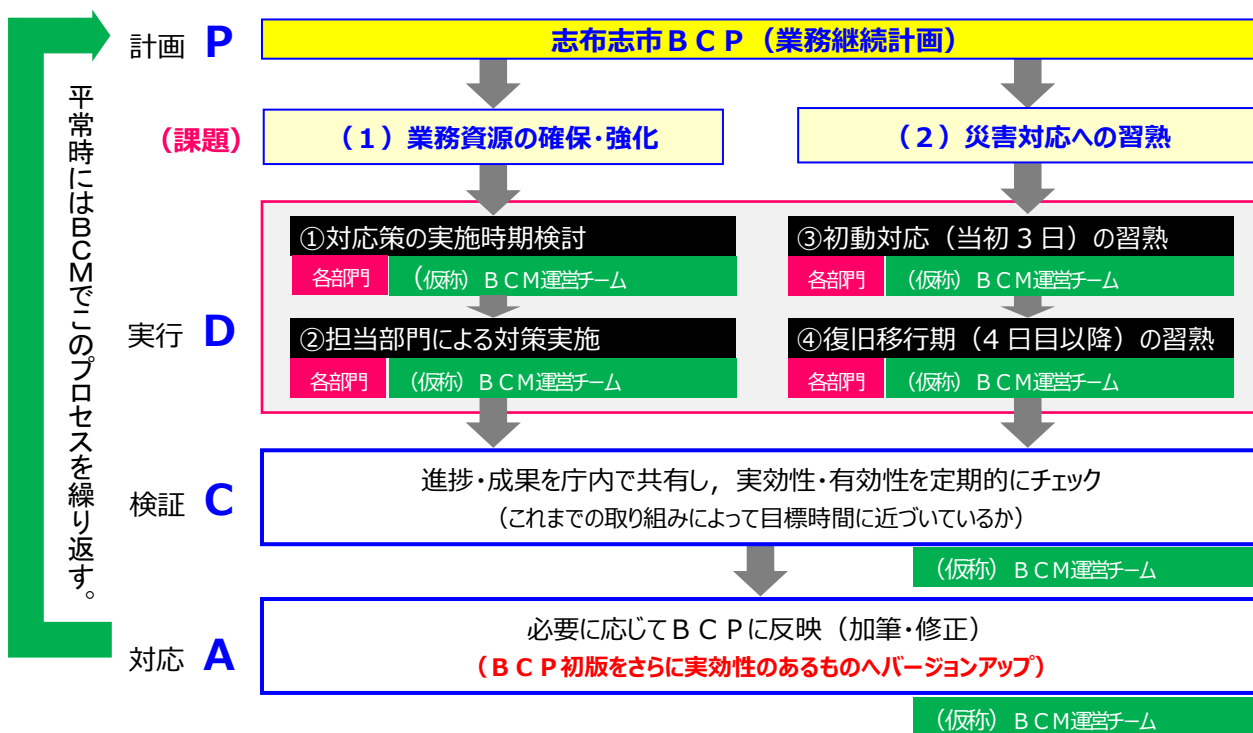 計画 P
志布志市ＢＣＰ（業務継続計画）
平常時にはＢＣＭでこのプロセスを繰り返す。
（課題）
（１）業務資源の確保・強化
（２）災害対応への習熟
実行 D
①対応策の実施時期検討
各部門
（仮称）ＢＣＭ運営チーム
②担当部門による対策実施
各部門
（仮称）ＢＣＭ運営チーム
③初動対応（当初３日）の習熟
各部門
（仮称）ＢＣＭ運営チーム
④復旧移行期（４日目以降）の習熟
各部門
（仮称）ＢＣＭ運営チーム
検証 C
進捗・成果を庁内で共有し，実効性・有効性を定期的にチェック
（これまでの取り組みによって目標時間に近づいているか）
（仮称）ＢＣＭ運営チーム
対応 A
必要に応じてＢＣＰに反映（加筆・修正）
（ＢＣＰ初版をさらに実効性のあるものへバージョンアップ）
（仮称）ＢＣＭ運営チーム